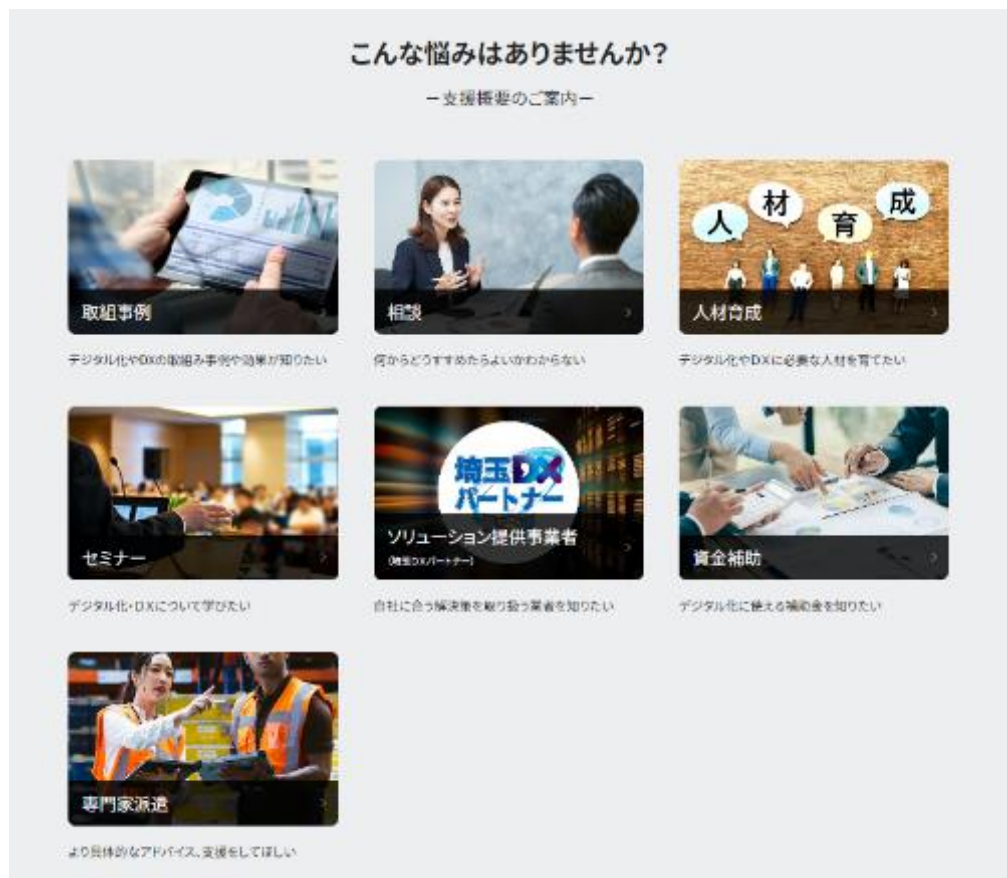 こんな悩みはありませんか？
ー支援概要のご案内ー
人 材 育 成
取組事例
相談
人材育成
デジタル化やDXの取組み事例や効果が知りたい
何からどうすすめたらよいかわからない
デジタル化やDXに必要な人材を育てたい
埼玉DX
パートナー
ソリューション提供事業者
セミナー
(埼玉DXパートナー)
資金補助
デジタル化・DXについて学びたい
自社に合う解決策を取り扱う業者を知りたい
デジタル化に使える補助金を知りたい
専門家派遣
より具体的なアドバイス、支援をしてほしい